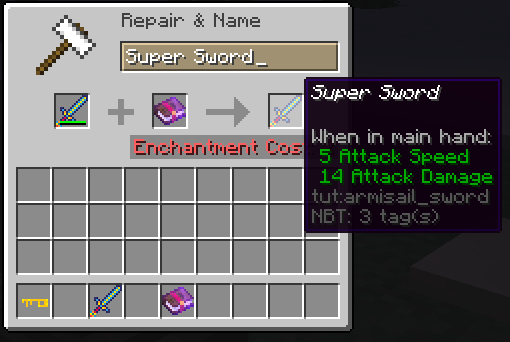 Repair & Name
Super Sword_
Super Sword
When in main hand:
5 Attack Speed
14 Attack Damage
Enchantment Cos
tut:armisail_sword
NBT: 3 tag(s)